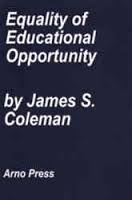 Equality of
Educational
Opportunity
by James S.
Coleman
Arno Press